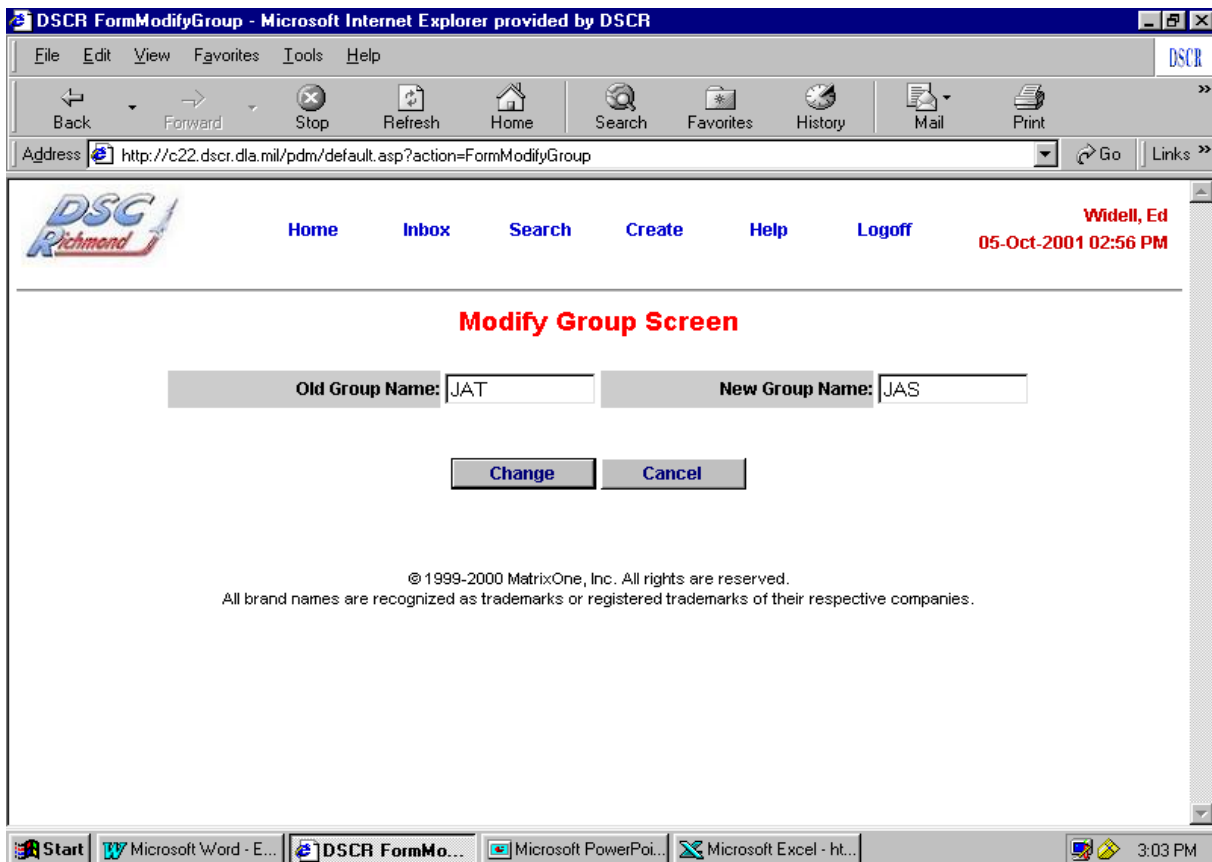 DSCR FormModifyGroup - Microsoft Internet Explorer provided by DSCR
File Edit View Favorites Tools Help
DSCR
Back Forward Stop Refresh Home Search Favorites History Mail Print »
Address http://c22.dscr.dla.mil/pdm/default.asp?action=FormModifyGroup Go Links »
DSC
Richmond
Home Inbox Search Create Help Logoff
Widell, Ed
05-Oct-2001 02:56 PM
Modify Group Screen
Old Group Name: JAT New Group Name: JAS
Change Cancel
© 1999-2000 MatrixOne, Inc. All rights are reserved.
All brand names are recognized as trademarks or registered trademarks of their respective companies.
Start Microsoft Word - E... DSCR FormMo... Microsoft PowerPoi... Microsoft Excel - ht... 3:03 PM